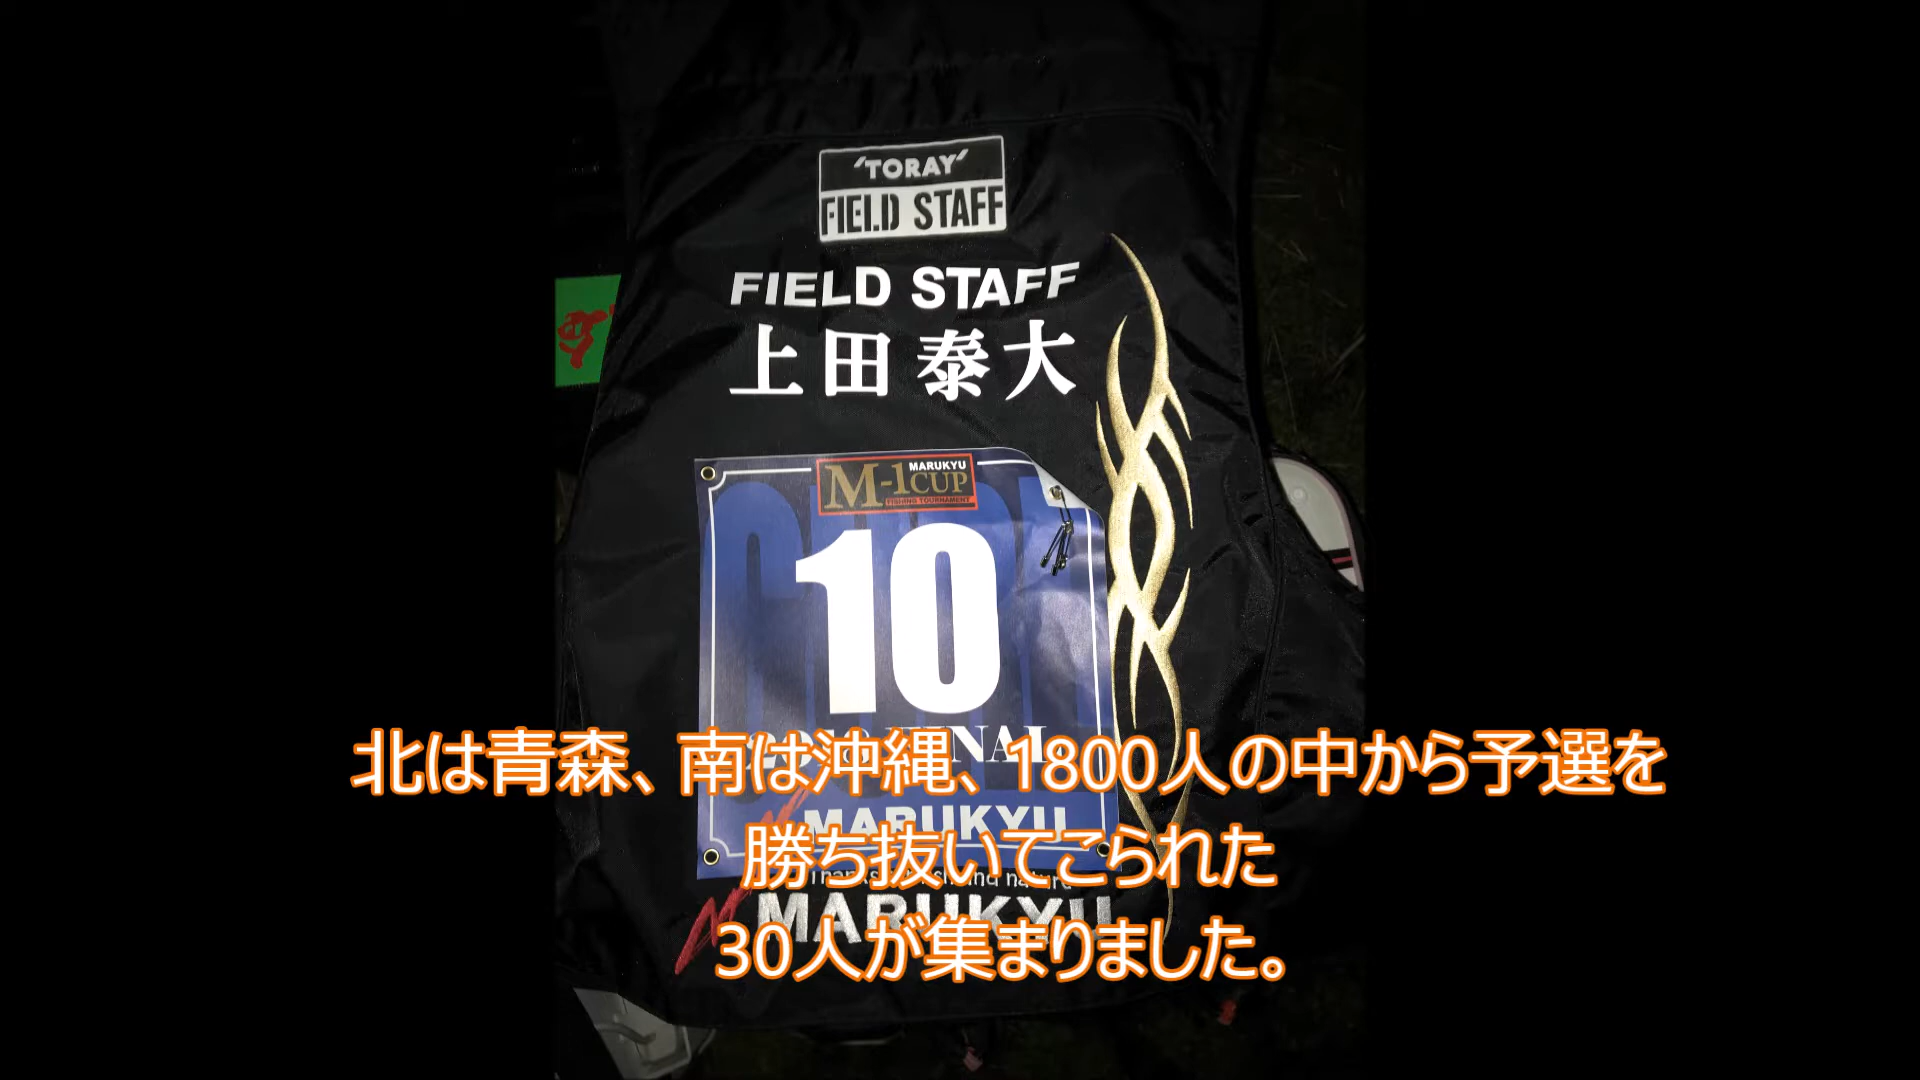 'TORAY'
FIELD STAFF
FIELD STAFF
上田 泰大
MARUKYU
M-1CUP
FISHING TOURNAMENT
10
FINAL
MARUKYU
MARUKYU
北は青森、南は沖縄、1800人の中から予選を
勝ち抜いてこられた
30人が集まりました。